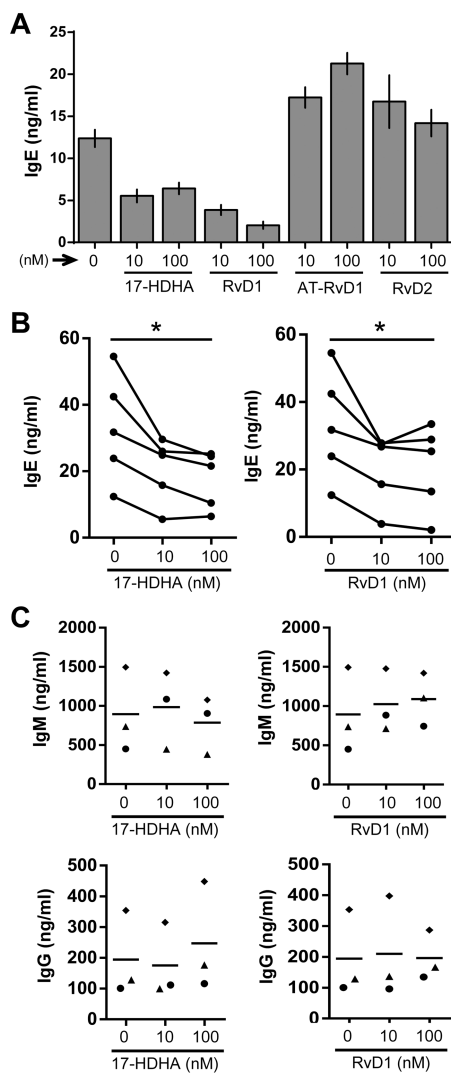 A
IgE (ng/ml)
25
20
15
10
5
0
(nM)
0 10 100 10 100 10 100 10 100
17-HDHA RvD1 AT-RvD1 RvD2
B
* *
IgE (ng/ml)
60
40
20
0
0 10 100
17-HDHA (nM)
IgE (ng/ml)
60
40
20
0
0 10 100
RvD1 (nM)
C
IgM (ng/ml)
2000
1500
1000
500
0
0 10 100
17-HDHA (nM)
IgM (ng/ml)
2000
1500
1000
500
0
0 10 100
RvD1 (nM)
IgG (ng/ml)
500
400
300
200
100
0
0 10 100
17-HDHA (nM)
IgG (ng/ml)
500
400
300
200
100
0
0 10 100
RvD1 (nM)